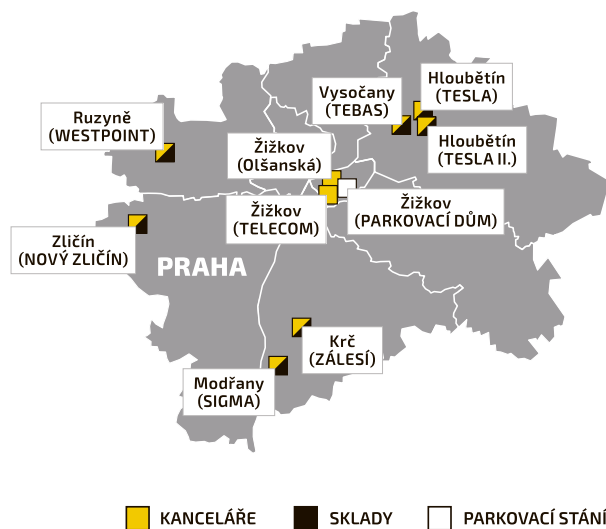 Hloubětín
(TESLA)
Vysočany
(TEBAS)
Ruzyně
(WESTPOINT)
Hloubětín
(TESLA II.)
Žižkov
(Olšanská)
Žižkov
(TELECOM)
Žižkov
(PARKOVACÍ DŮM)
Zličín
(NOVÝ ZLIČÍN)
PRAHA
Krč
(ZÁLESÍ)
Modřany
(SIGMA)
KANCELÁŘE
SKLADY
PARKOVACÍ STÁNÍ